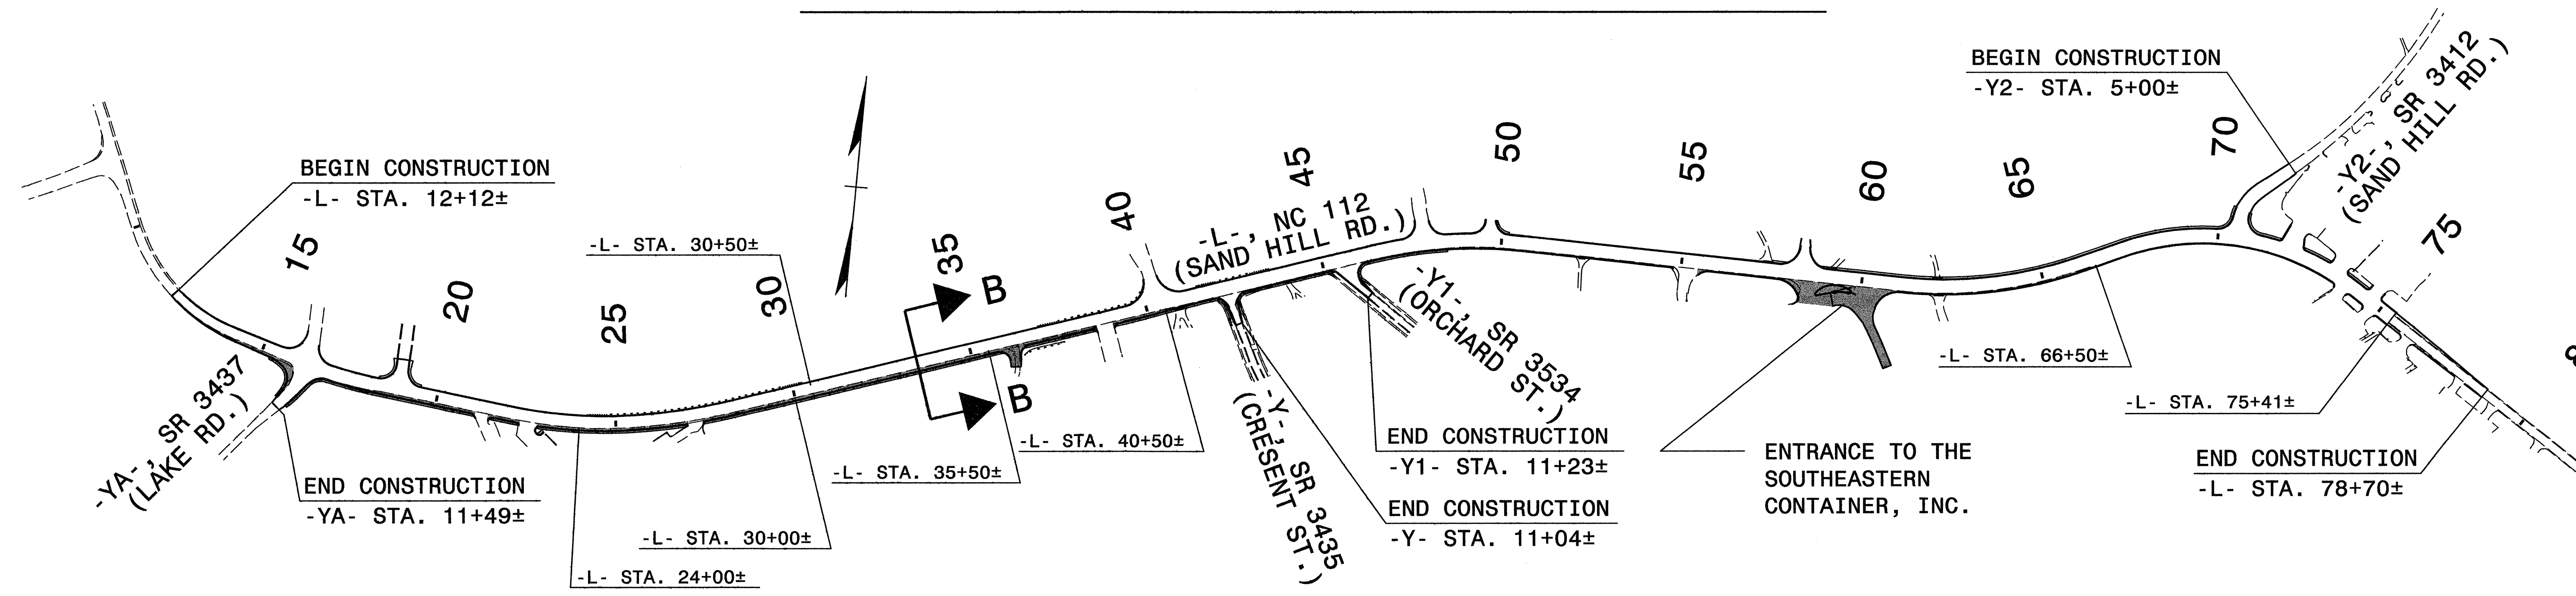 BEGIN CONSTRUCTION
-L- STA. 12+12±
15
20
25
30
35
40
45
50
55
60
65
70
75
-L- STA. 30+50±
B
B
-L-, NC 112
(SAND HILL RD.)
BEGIN CONSTRUCTION
-Y2- STA. 5+00±
-Y2-, SR 3412
(SAND HILL RD.)
-YA-, SR 3437
(LAKE RD.)
END CONSTRUCTION
-YA- STA. 11+49±
-L- STA. 24+00±
-L- STA. 30+00±
-L- STA. 35+50±
-L- STA. 40+50±
-Y-, SR 3435
(CRESENT ST.)
-Y1-, SR 3534
(ORCHARD ST.)
END CONSTRUCTION
-Y1- STA. 11+23±
END CONSTRUCTION
-Y- STA. 11+04±
ENTRANCE TO THE
SOUTHEASTERN
CONTAINER, INC.
-L- STA. 66+50±
-L- STA. 75+41±
END CONSTRUCTION
-L- STA. 78+70±